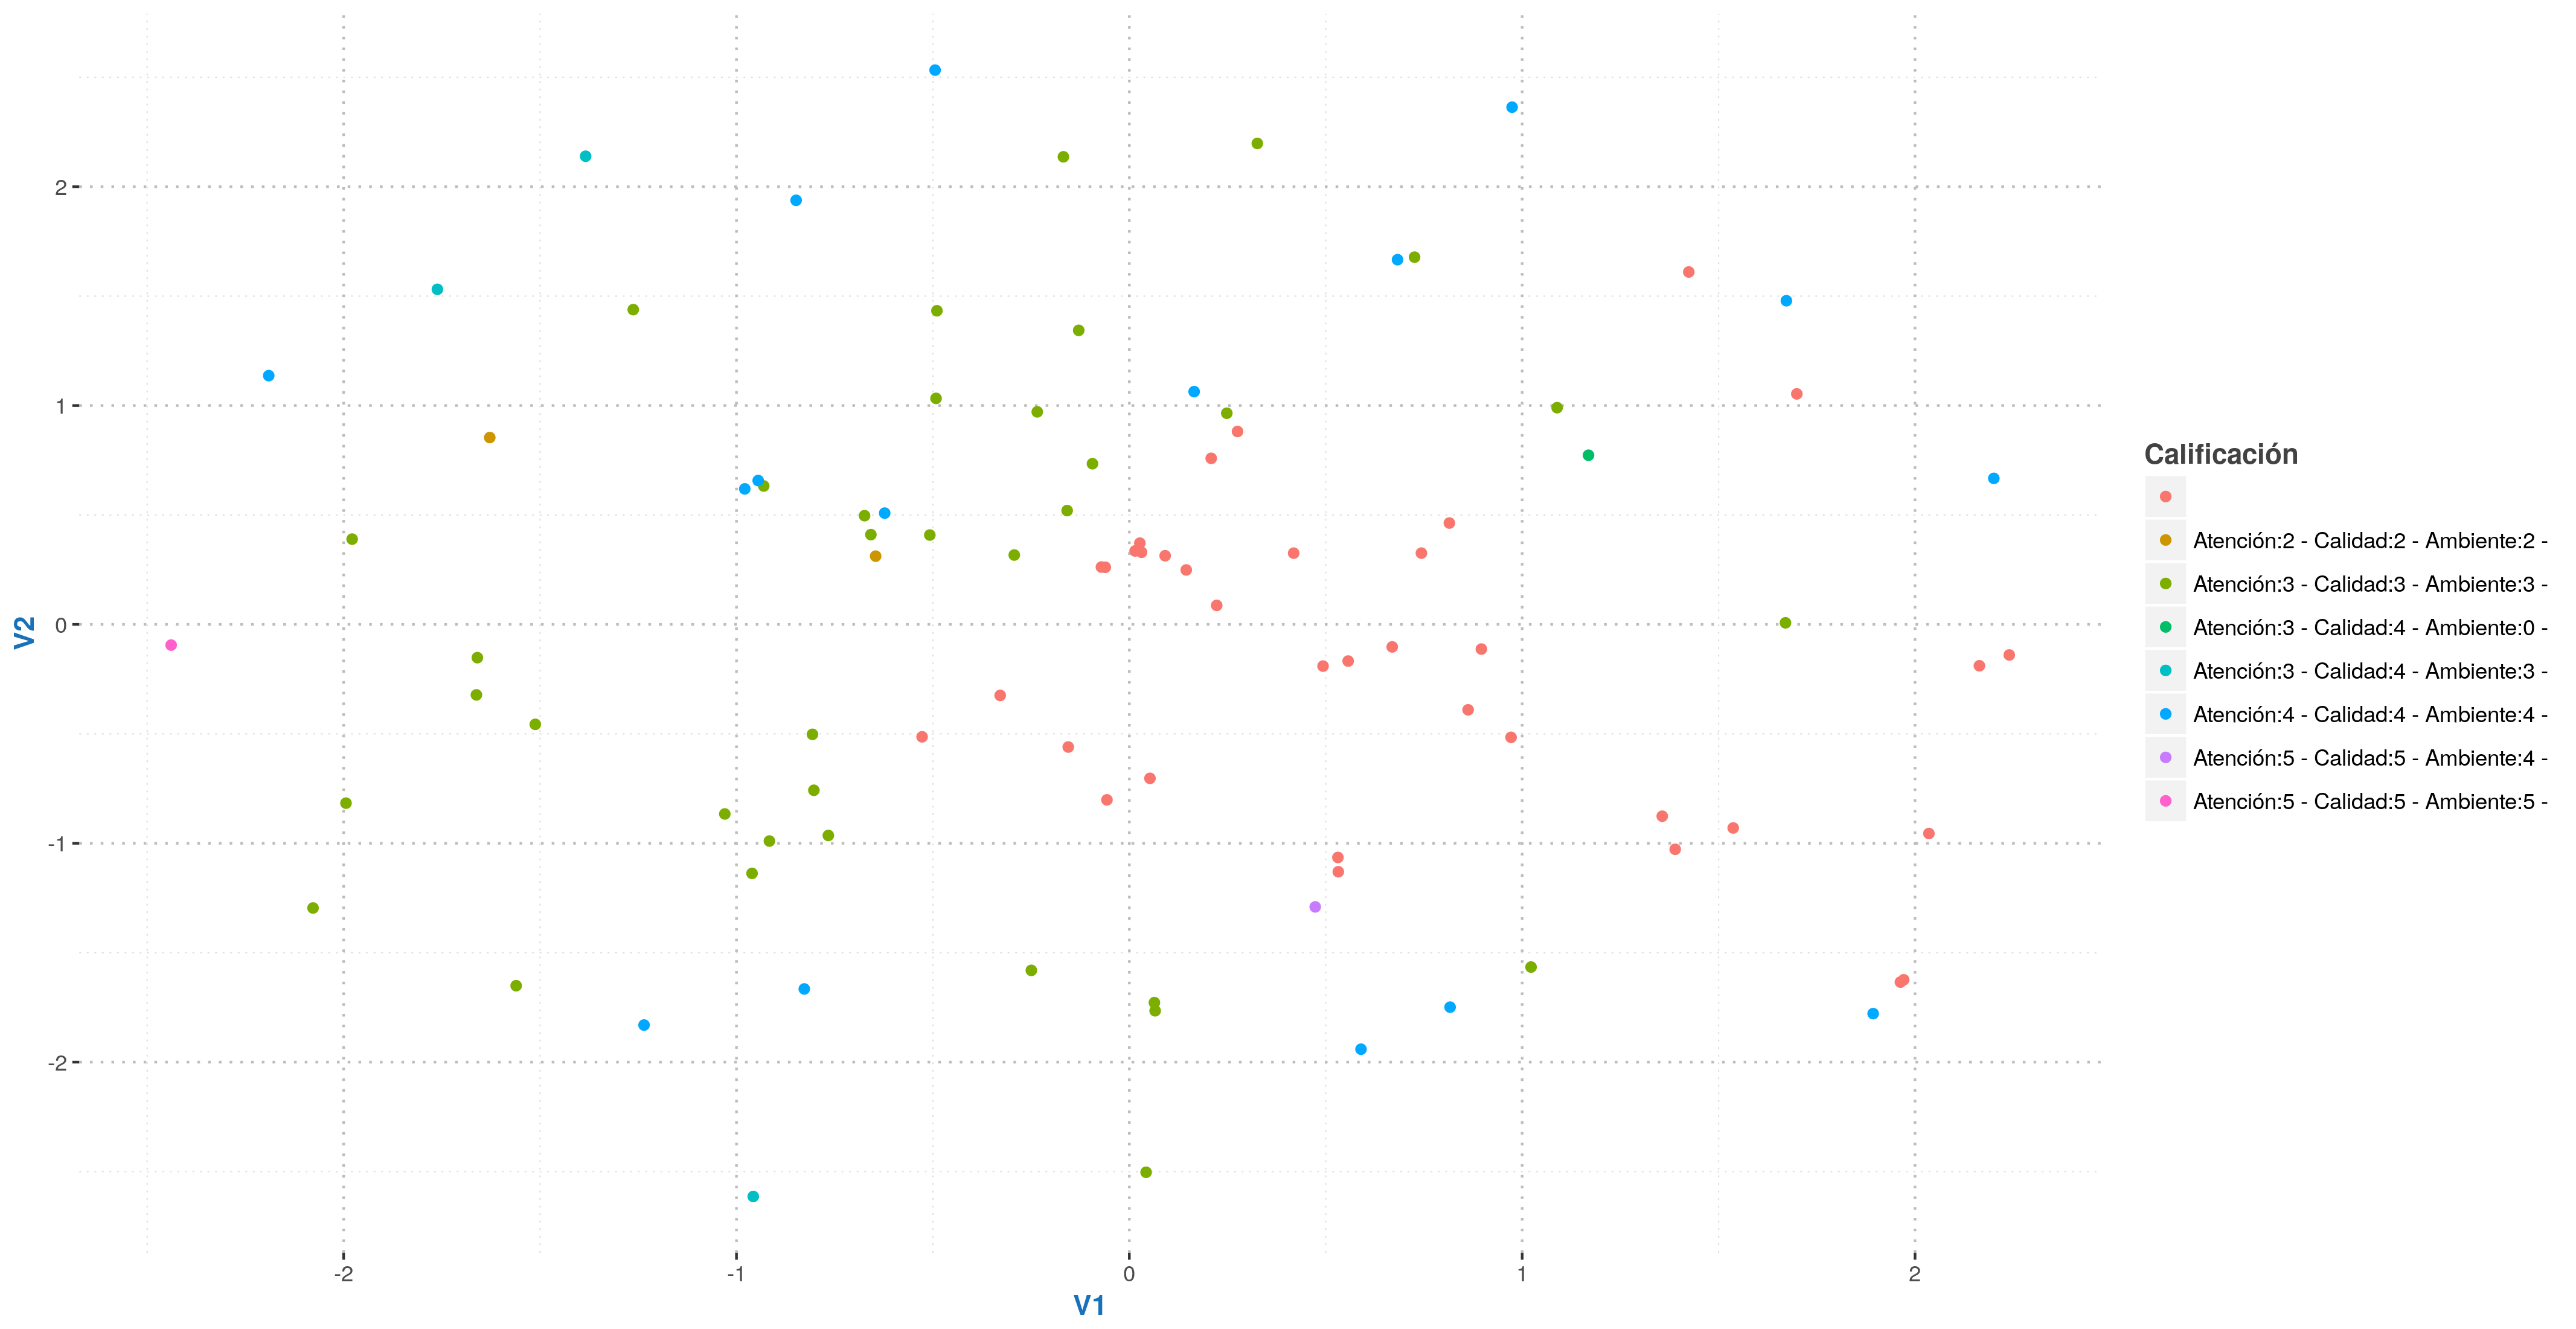 2
1
0
-1
-2
V2
-2
-1
0
1
2
V1
Calificación
Atención:2 - Calidad:2 - Ambiente:2 -
Atención:3 - Calidad:3 - Ambiente:3 -
Atención:3 - Calidad:4 - Ambiente:0 -
Atención:3 - Calidad:4 - Ambiente:3 -
Atención:4 - Calidad:4 - Ambiente:4 -
Atención:5 - Calidad:5 - Ambiente:4 -
Atención:5 - Calidad:5 - Ambiente:5 -